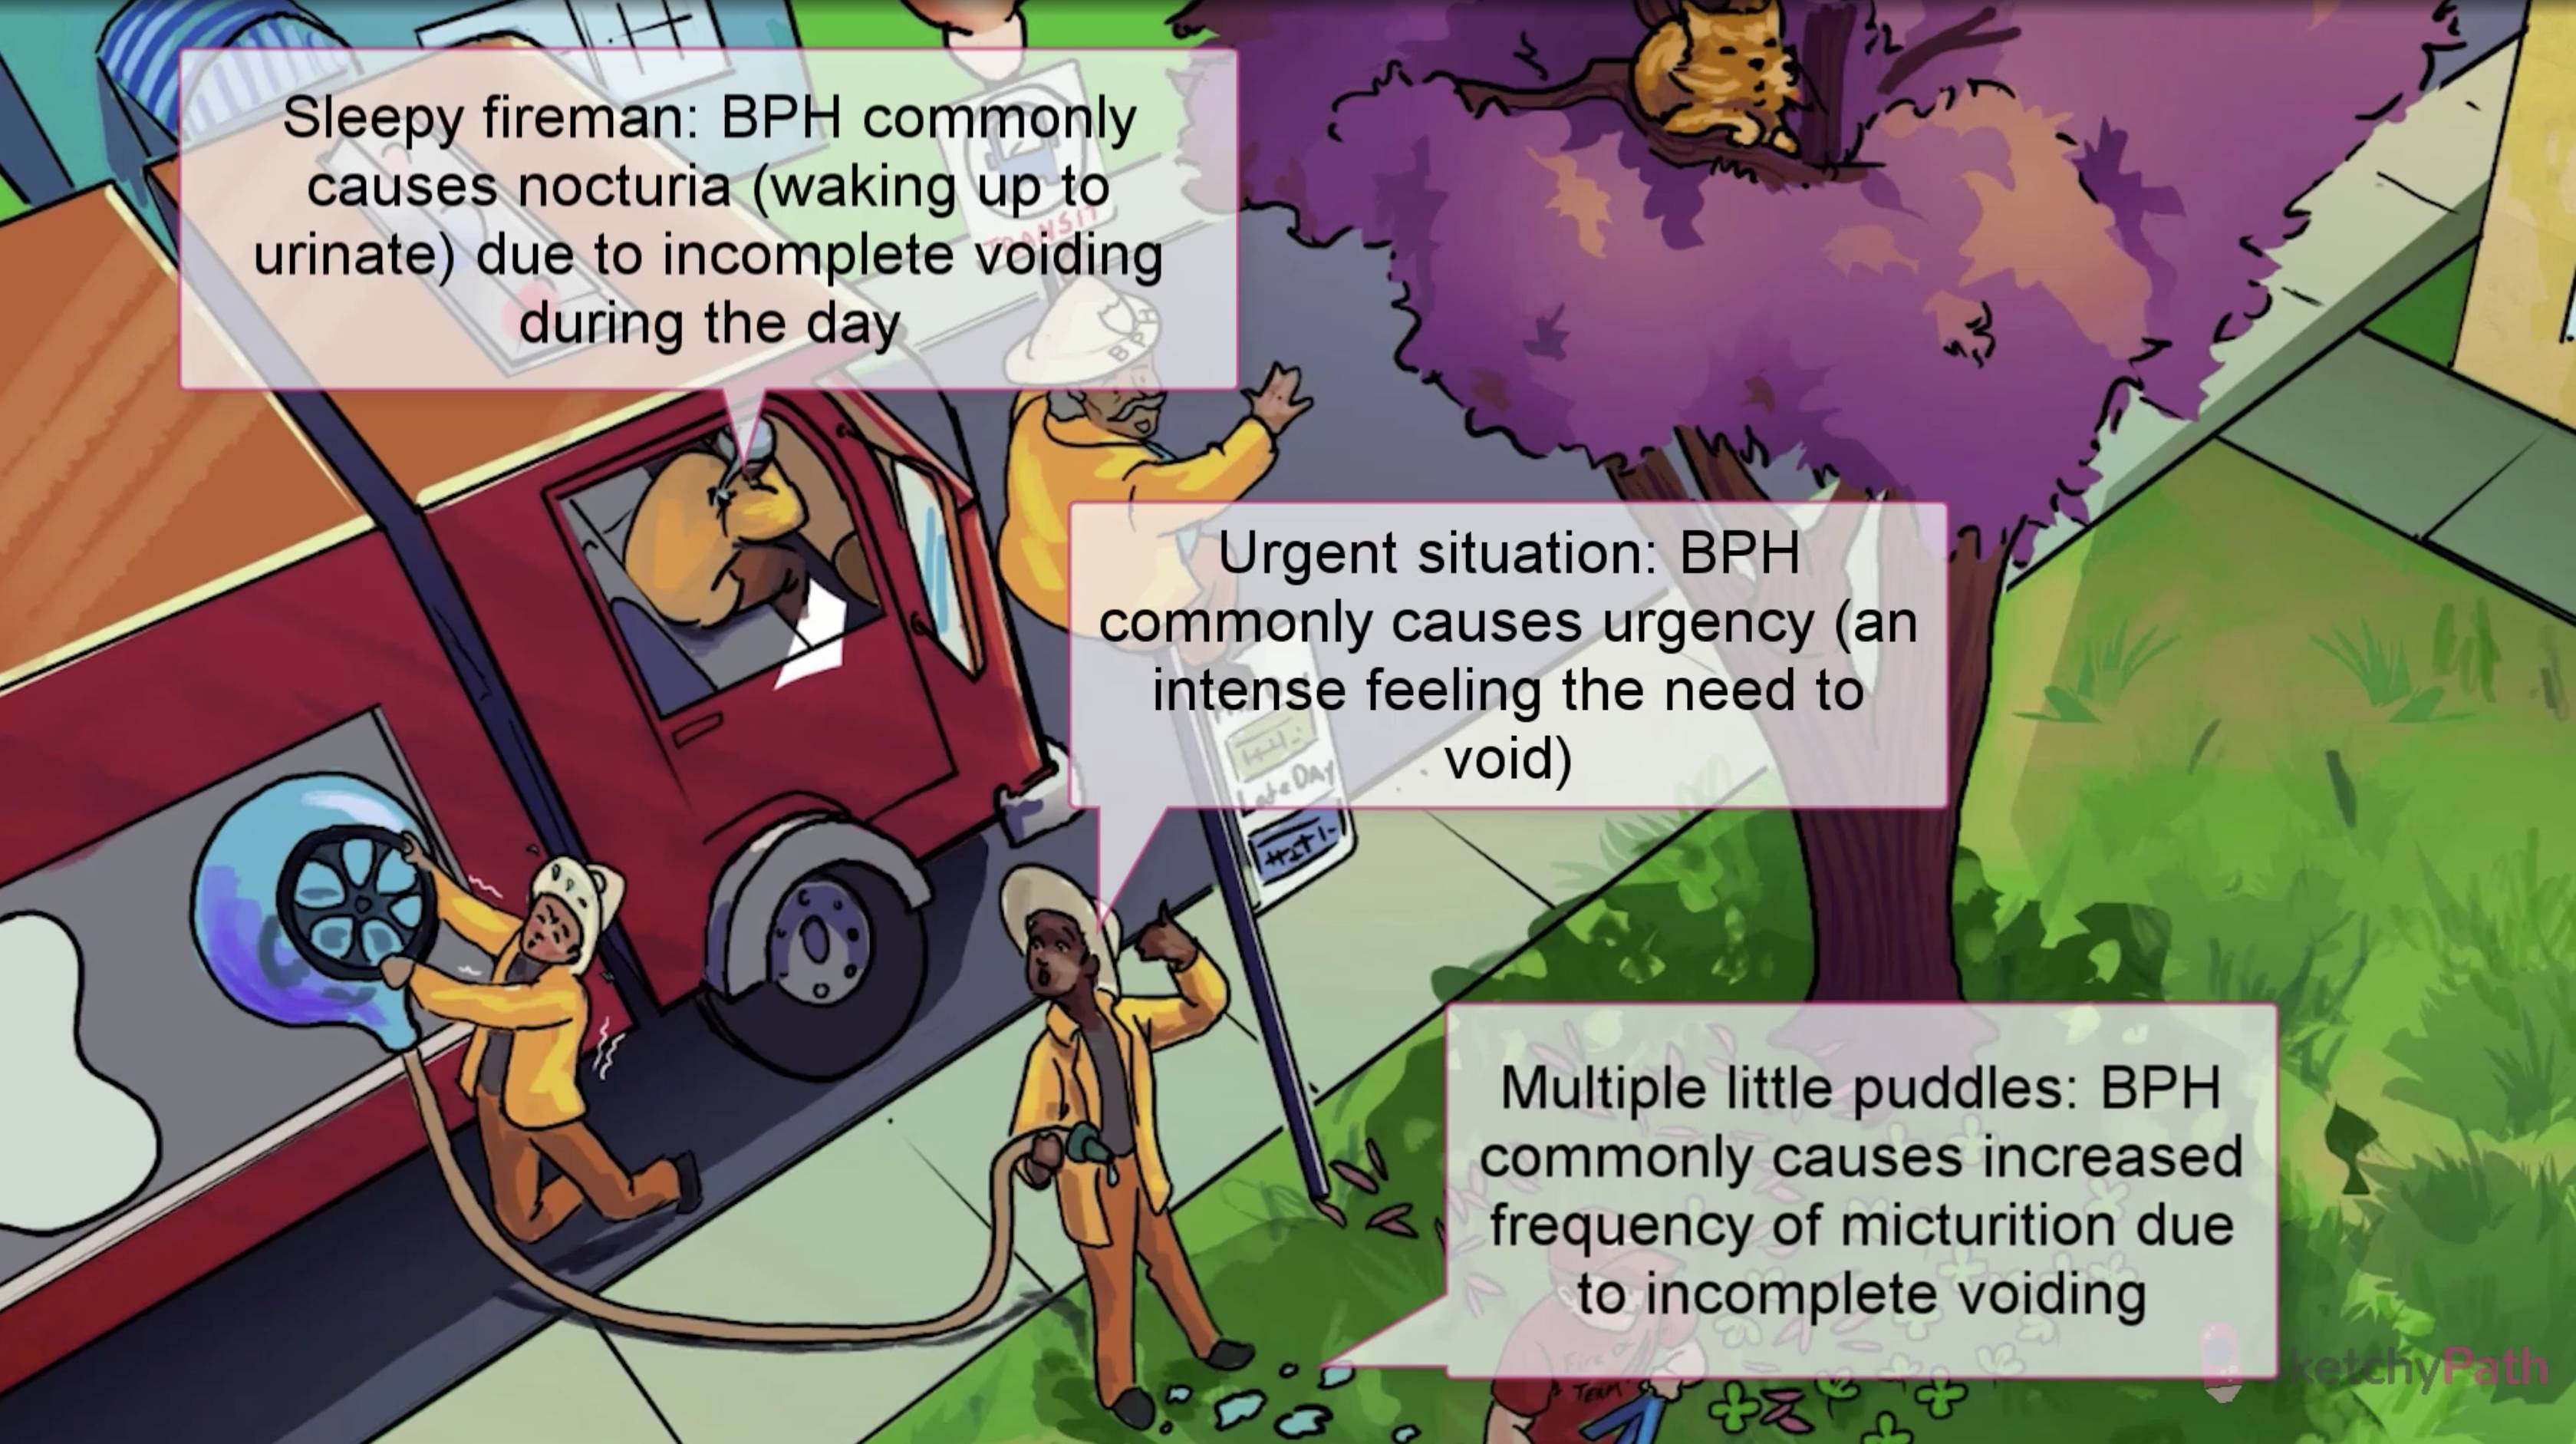 Sleepy fireman: BPH commonly
causes nocturia (waking up to
urinate) due to incomplete voiding
during the day
TRANSIT
BPH
Urgent situation: BPH
commonly causes urgency (an
intense feeling the need to
void)
Late DAY
Multiple little puddles: BPH
commonly causes increased
frequency of micturition due
to incomplete voiding
Fire
TEAM
SketchyPath